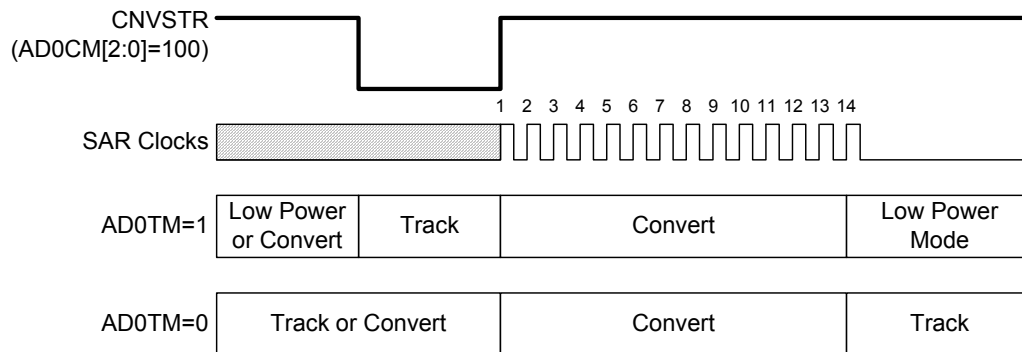 CNVSTR
(AD0CM[2:0]=100)
1 2 3 4 5 6 7 8 9 10 11 12 13 14
SAR Clocks
AD0TM=1
Low Power
or Convert
Track
Convert
Low Power
Mode
AD0TM=0
Track or Convert
Convert
Track